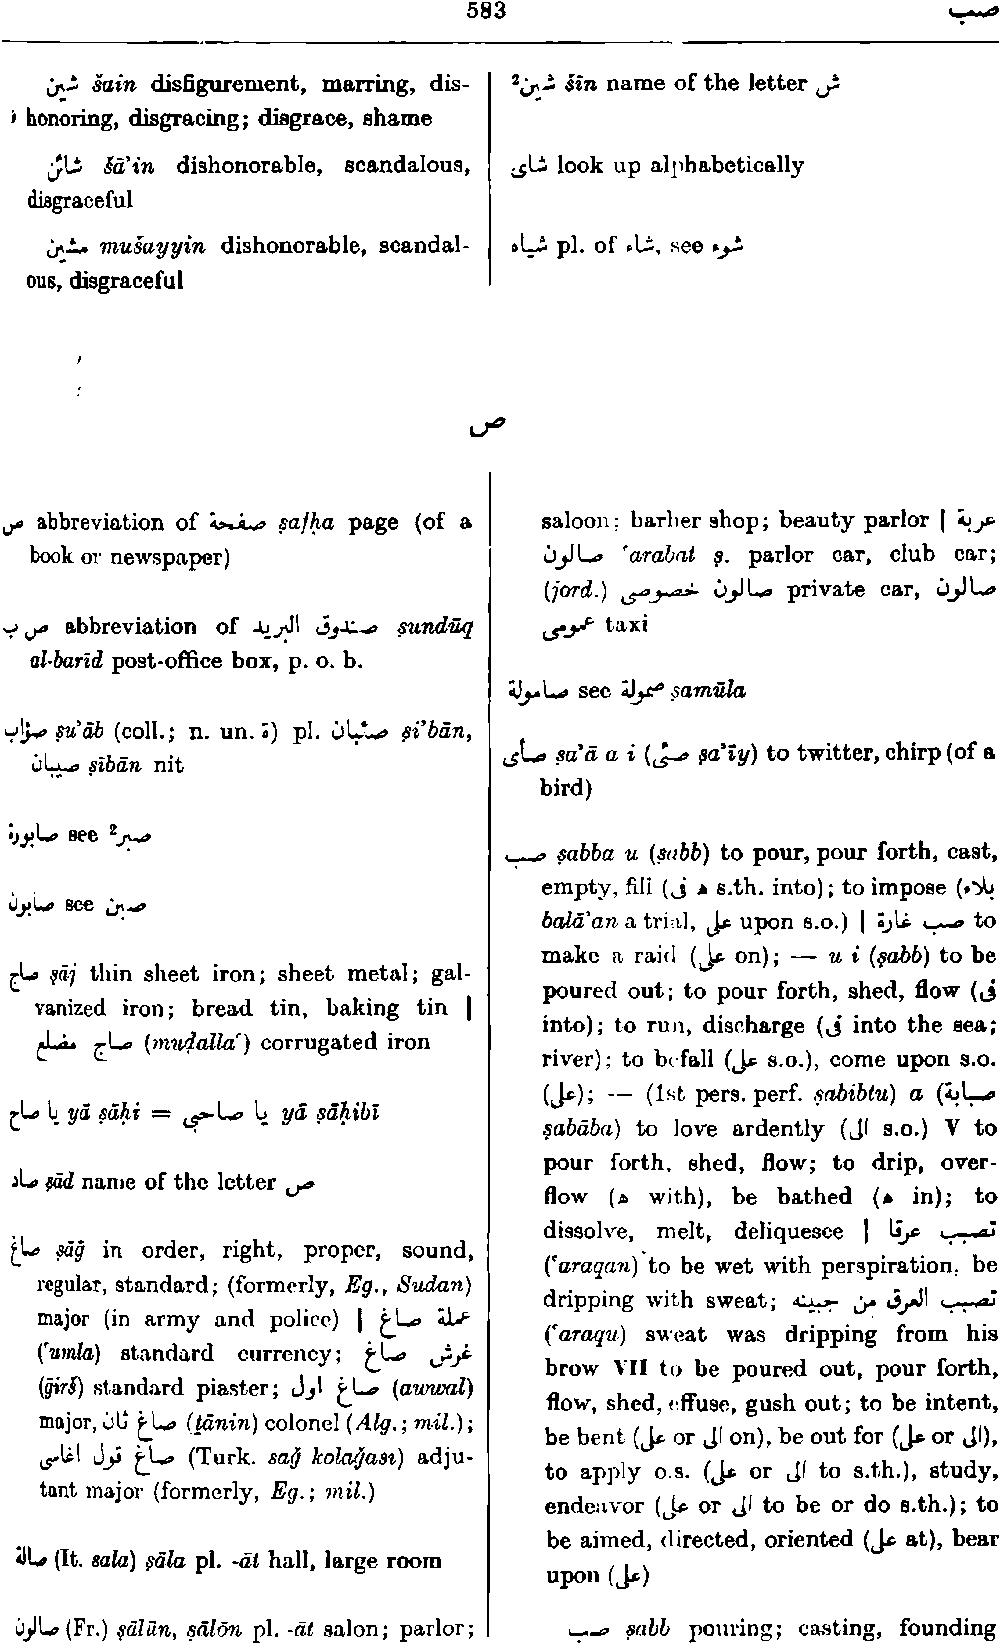 583
صب
شين šain disfigurement, marring, dis-
honoring, disgracing; disgrace, shame
شائن šā'in dishonorable, scandalous,
disgraceful
مشين mušayyin dishonorable, scandal-
ous, disgraceful
شين² šīn name of the letter ش
شاى look up alphabetically
شياه pl. of شاء, see شوه
ص
ص abbreviation of صفحة ṣafḥa page (of a
book or newspaper)
ص ب abbreviation of صندوق البريد ṣundūq
al-barīd post-office box, p. o. b.
صؤاب ṣu'āb (coll.; n. un. ة) pl. صئبان ṣi'bān,
صيبان ṣībān nit
صابورة see صبر²
صابون see صبن
صاج ṣāj thin sheet iron; sheet metal; gal-
vanized iron; bread tin, baking tin |
صاج مضلع (muḍalla‘) corrugated iron
يا صاح yā ṣāḥi = يا صاحبى yā ṣāḥibī
صاد ṣād name of the letter ص
صاغ ṣāḡ in order, right, proper, sound,
regular, standard; (formerly, Eg., Sudan)
major (in army and police) | عملة صاغ
(‘umla) standard currency; غرش صاغ
(ḡirš) standard piaster; صاغ اول (awwal)
major, صاغ ثان (ṯānin) colonel (Alg.; mil.);
صاغ قول اغاسى (Turk. sağ kolağası) adju-
tant major (formerly, Eg.; mil.)
صالة (It. sala) ṣāla pl. -āt hall, large room
صالون (Fr.) ṣālūn, ṣālōn pl. -āt salon; parlor;
saloon; barber shop; beauty parlor | عربة
صالون ‘arabat ṣ. parlor car, club car;
(jord.) صالون خصوصى private car, صالون
عمومى taxi
صامولة see صمولة ṣamūla
صأى ṣa'ā a i (صئى ṣa'īy) to twitter, chirp (of a
bird)
صب ṣabba u (ṣabb) to pour, pour forth, cast,
empty, fill (ه فى s.th. into); to impose (بلاء
balā'an a trial, على upon s.o.) | صب غارة to
make a raid (على on); — u i (ṣabb) to be
poured out; to pour forth, shed, flow (فى
into); to run, discharge (فى into the sea;
river); to befall (على s.o.), come upon s.o.
(على); — (1st pers. perf. ṣabibtu) a (صبابة
ṣabāba) to love ardently (الى s.o.) V to
pour forth, shed, flow; to drip, over-
flow (ه with), be bathed (ه in); to
dissolve, melt, deliquesce | تصبب عرقا
(‘araqan) to be wet with perspiration, be
dripping with sweat; تصبب العرق من جبينه
(‘araqu) sweat was dripping from his
brow VII to be poured out, pour forth,
flow, shed, effuse, gush out; to be intent,
be bent (على or الى on), be out for (على or الى),
to apply o.s. (على or الى to s.th.), study,
endeavor (على or الى to be or do s.th.); to
be aimed, directed, oriented (على at), bear
upon (على)
صب ṣabb pouring; casting, founding